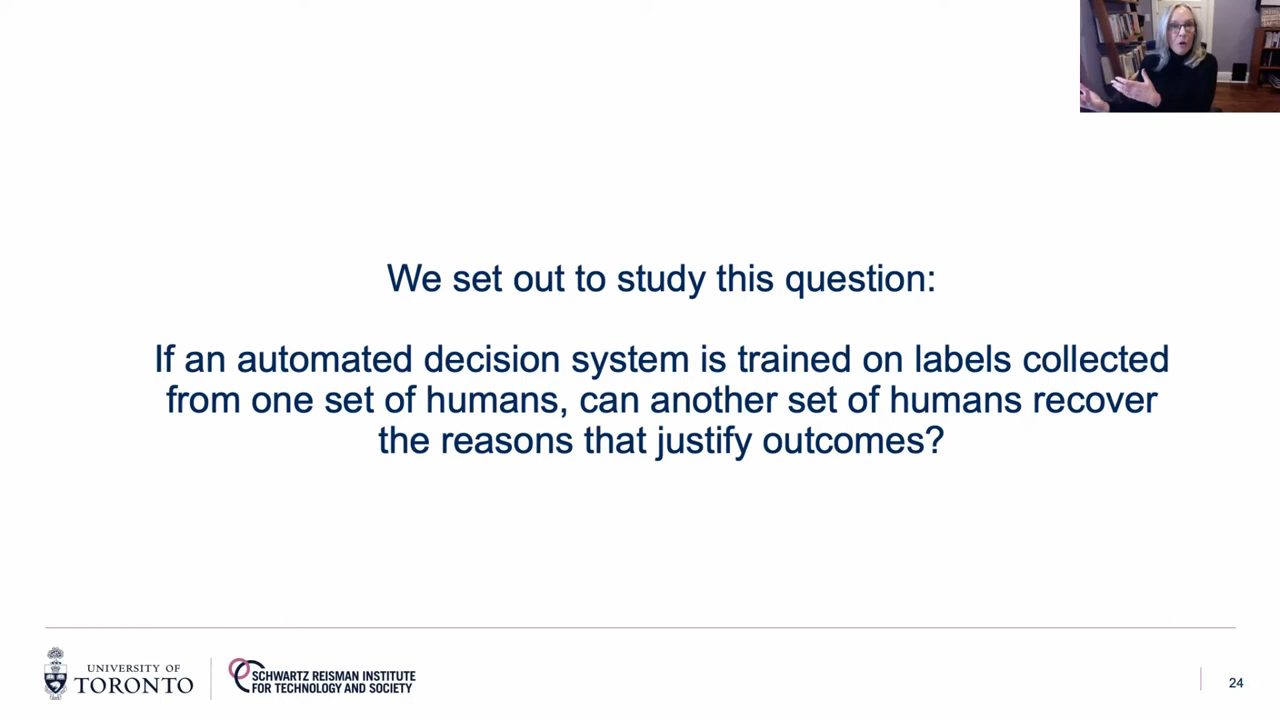 We set out to study this question:
If an automated decision system is trained on labels collected
from one set of humans, can another set of humans recover
the reasons that justify outcomes?
UNIVERSITY OF
TORONTO
SCHWARTZ REISMAN INSTITUTE
FOR TECHNOLOGY AND SOCIETY
24